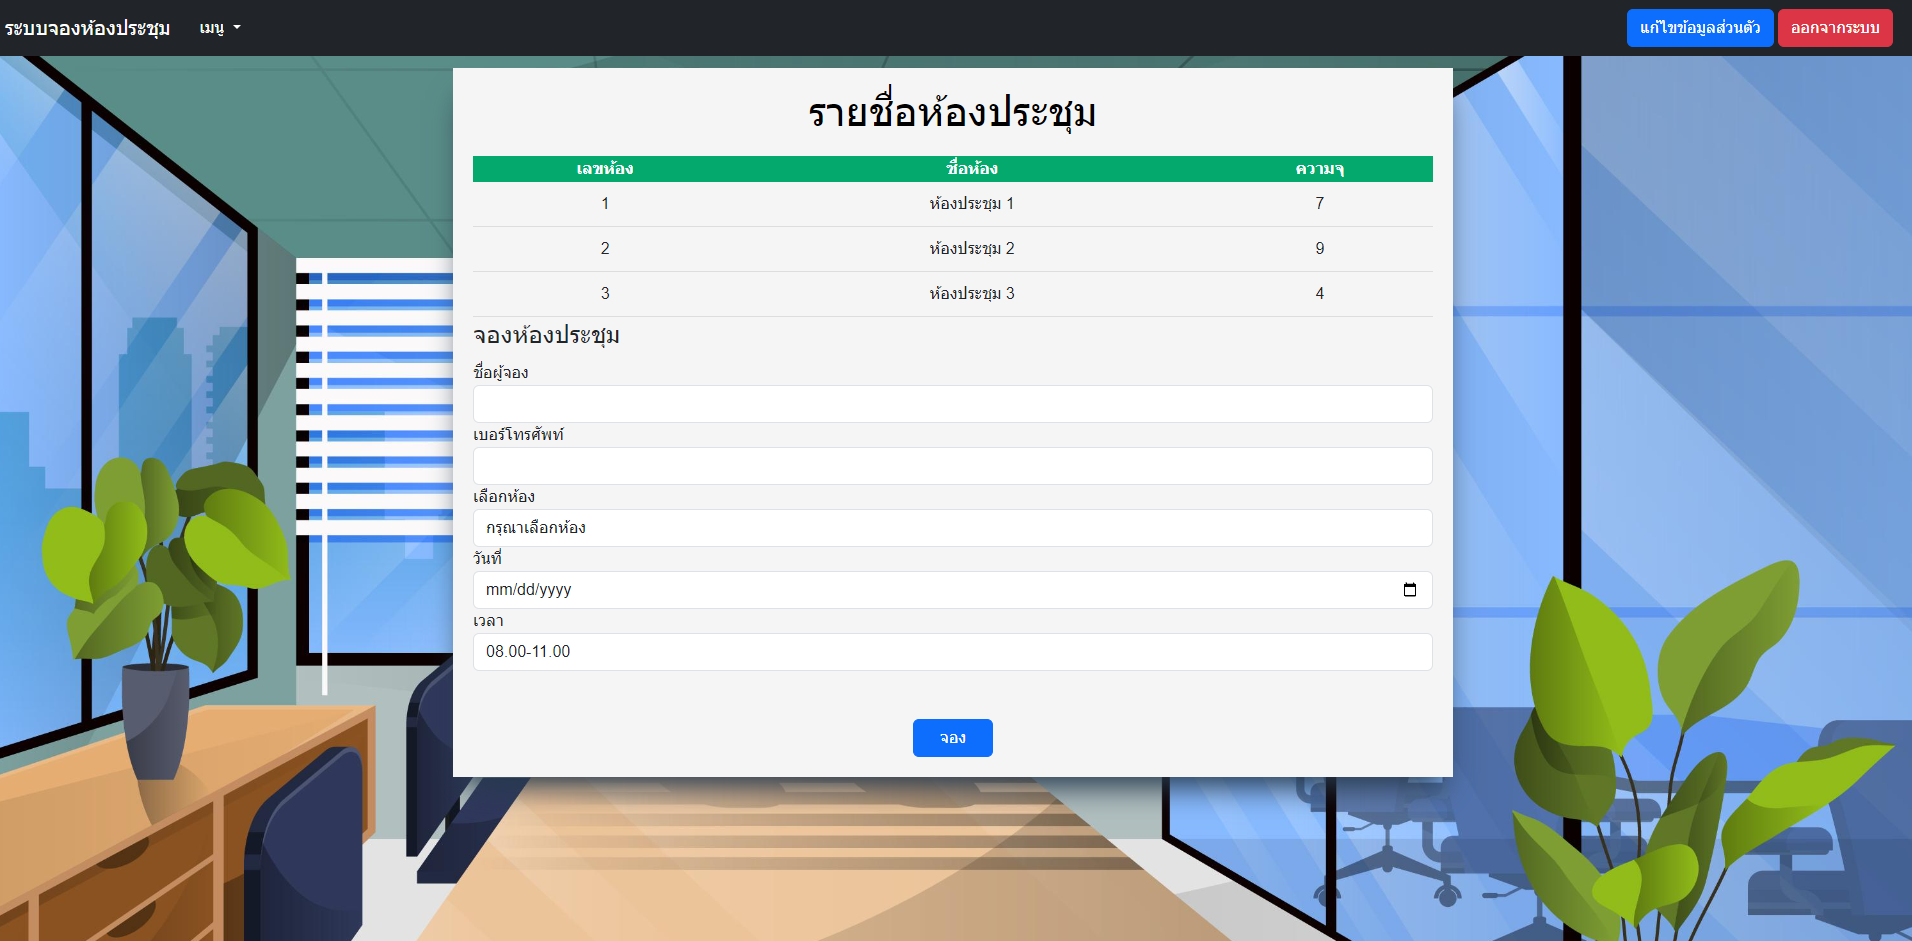 ระบบจองห้องประชุม เมนู แก้ไขข้อมูลส่วนตัว ออกจากระบบ
รายชื่อห้องประชุม
เลขห้อง ชื่อห้อง ความจุ
1 ห้องประชุม 1 7
2 ห้องประชุม 2 9
3 ห้องประชุม 3 4
จองห้องประชุม
ชื่อผู้จอง
เบอร์โทรศัพท์
เลือกห้อง
กรุณาเลือกห้อง
วันที่
mm/dd/yyyy
เวลา
08.00-11.00
จอง